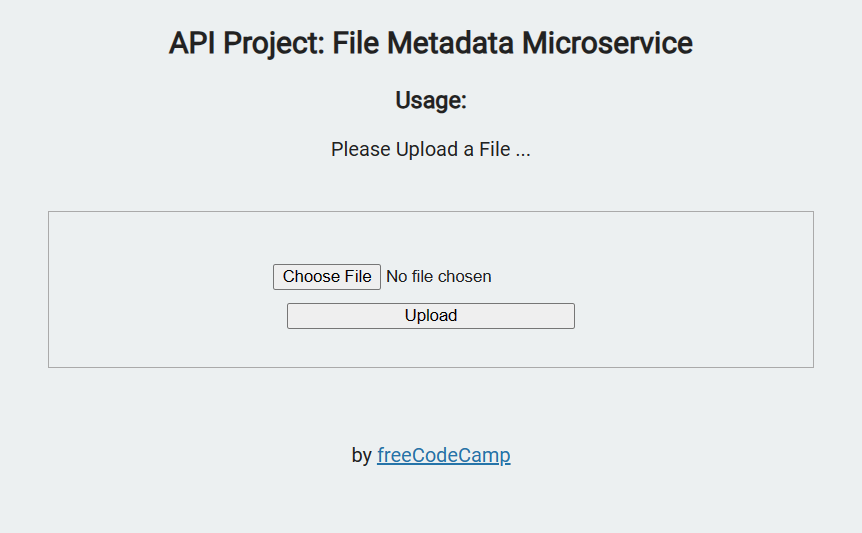 API Project: File Metadata Microservice
Usage:
Please Upload a File ...
Choose File No file chosen
Upload
by freeCodeCamp